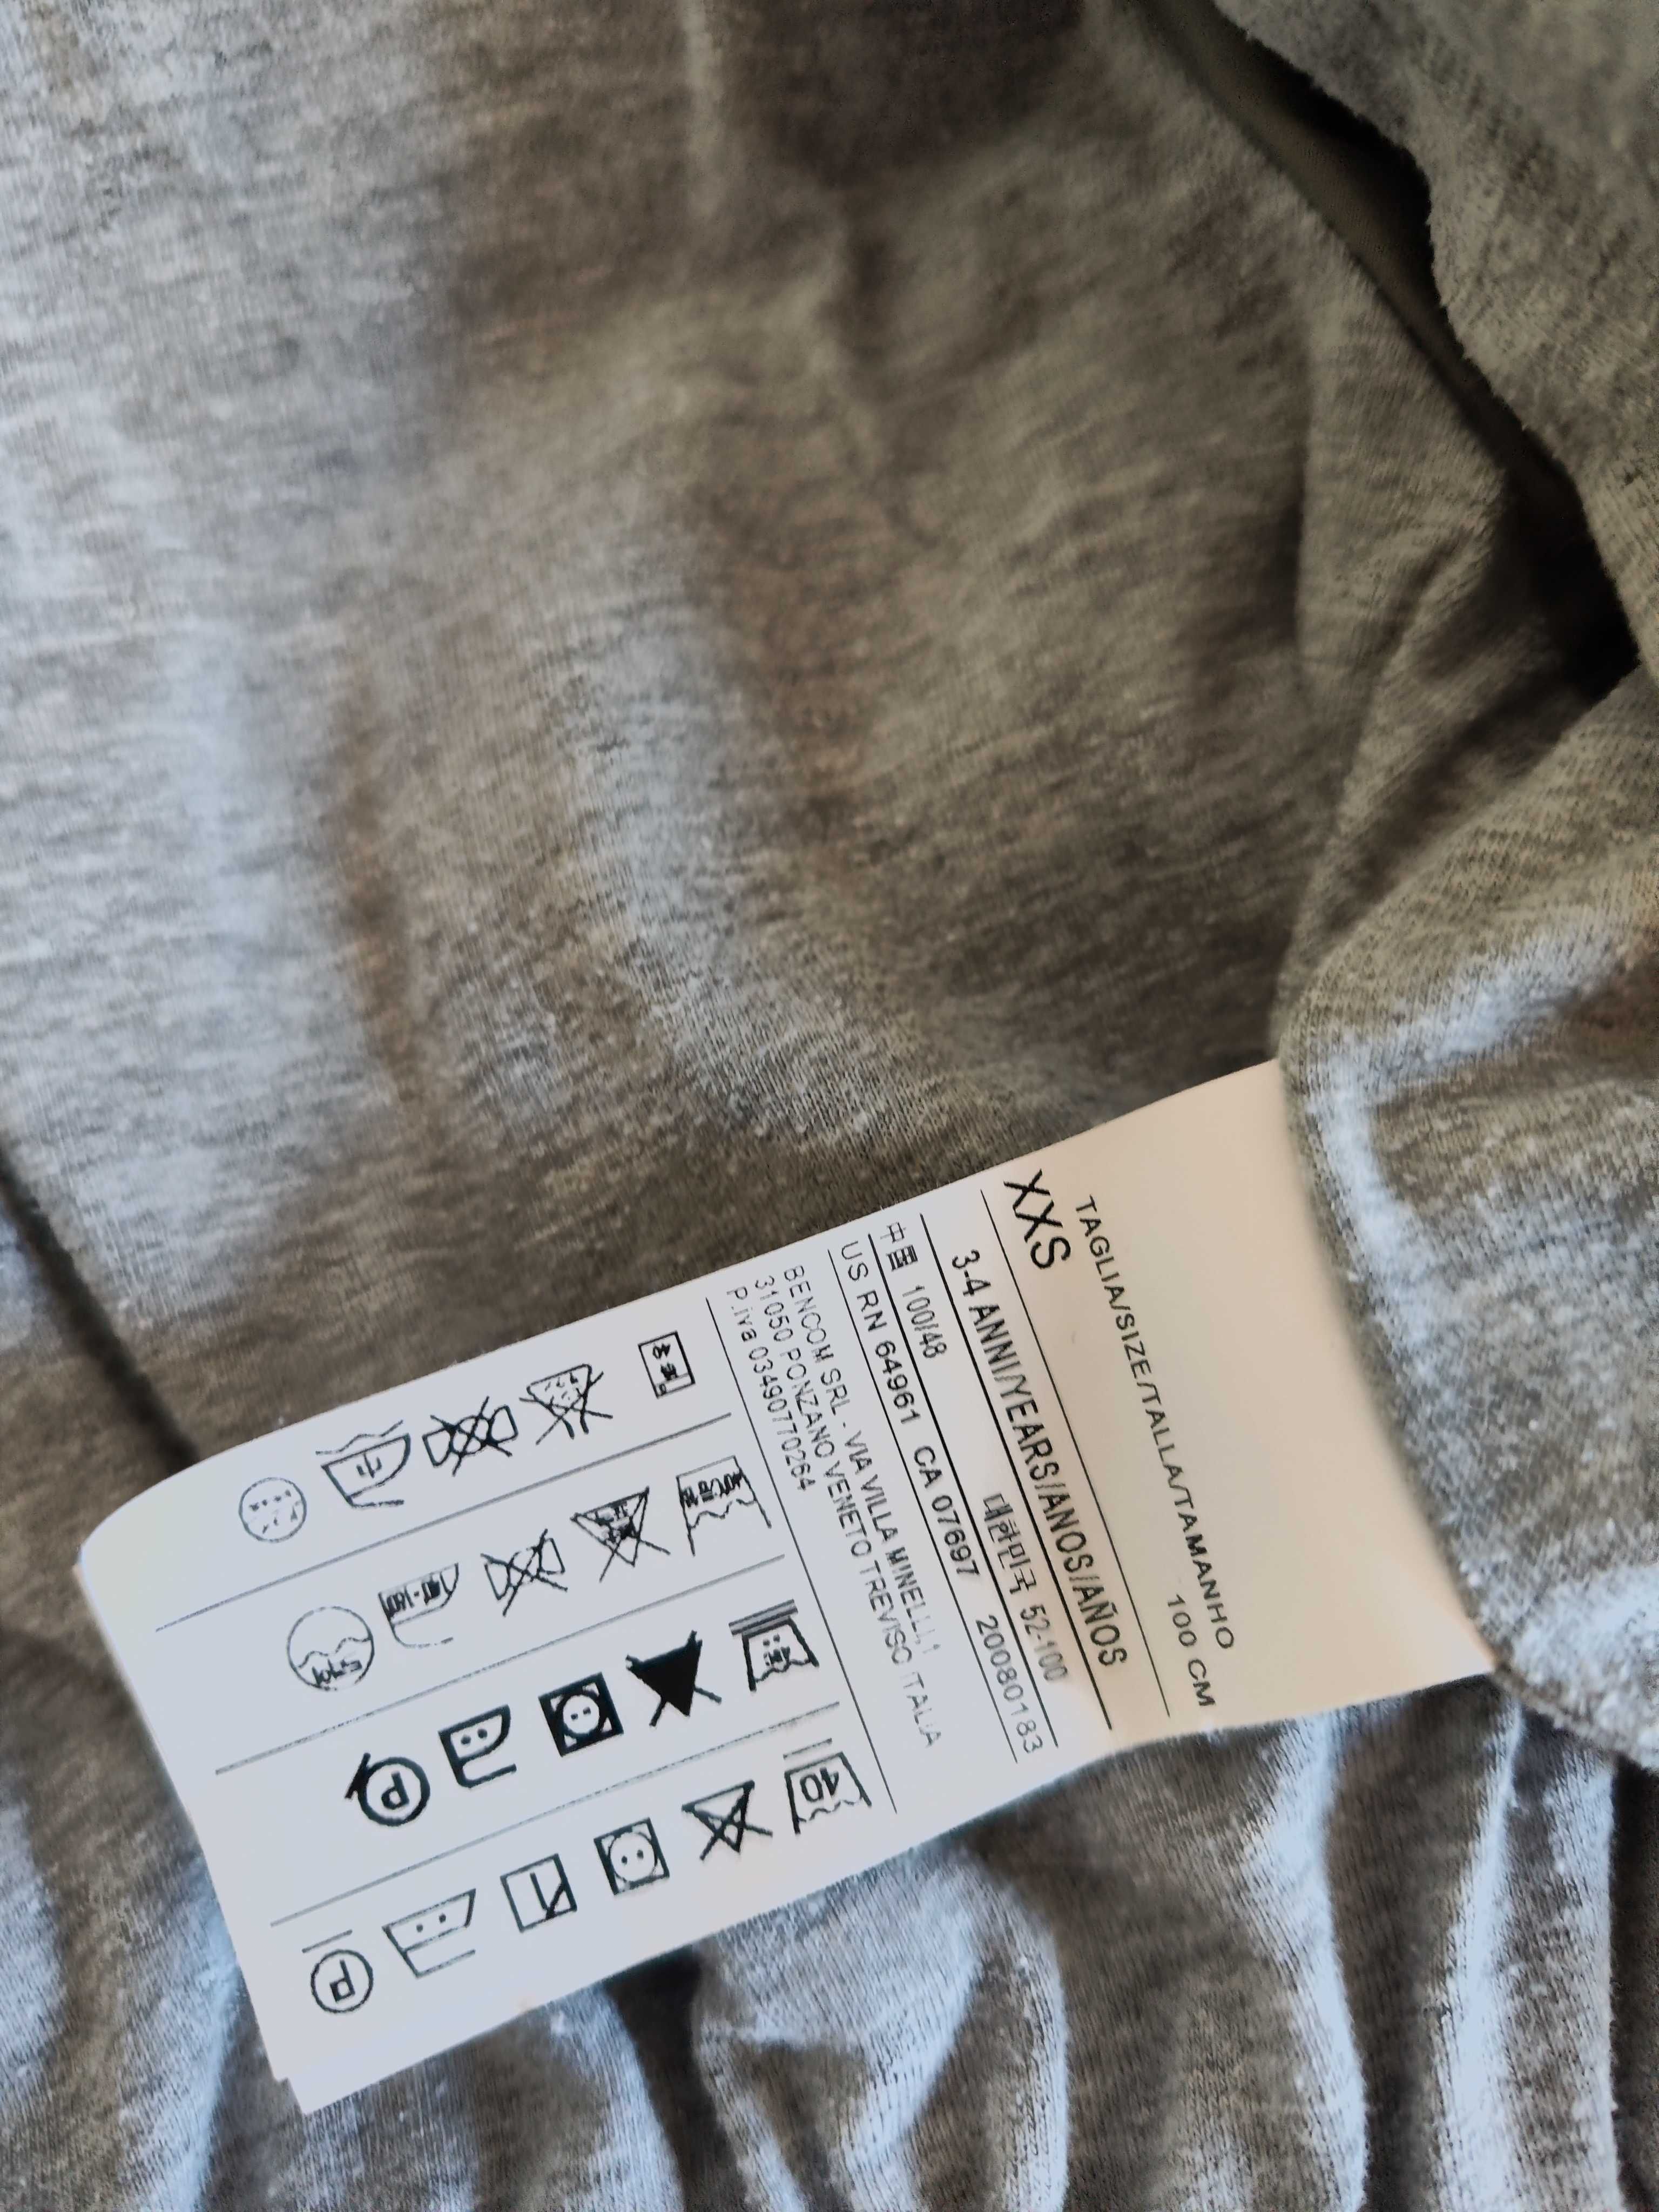 TAGLIA/SIZE/TALLA/TAMANHO
XXS 100 CM
3-4 ANNI/YEARS/ANOS/AÑOS
中国 100/48 대한민국 52-100
US RN 64961 CA 07697 20080183
BENCOM SRL - VIA VILLA MINELLI,1
31050 PONZANO VENETO TREVISO ITALIA
P.iva 03490770264
40
P
P